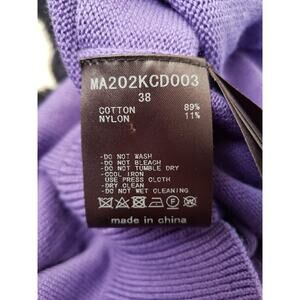 MA202KCD003
38
COTTON 89%
NYLON 11%
-DO NOT WASH
-DO NOT BLEACH
-DO NOT TUMBLE DRY
-COOL IRON
USE PRESS CLOTH
-DRY CLEAN
-DO NOT WET CLEANING
made in china